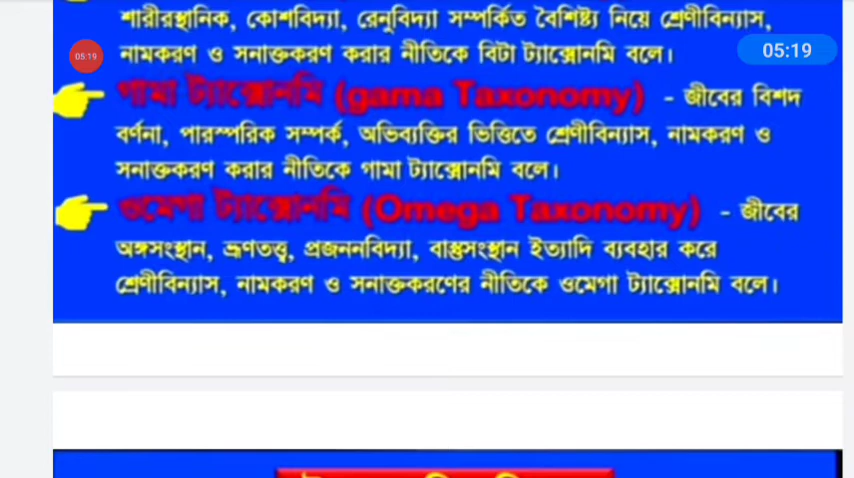 শারীরস্থানিক, কোশবিদ্যা, রেনুবিদ্যা সম্পর্কিত বৈশিষ্ট্য নিয়ে শ্রেণীবিন্যাস,
05:19
নামকরণ ও সনাক্তকরণ করার নীতিকে বিটা ট্যাক্সোনমি বলে।
05:19
গামা ট্যাক্সোনমি (gama Taxonomy) - জীবের বিশদ
বর্ণনা, পারস্পরিক সম্পর্ক, অভিব্যক্তির ভিত্তিতে শ্রেণীবিন্যাস, নামকরণ ও
সনাক্তকরণ করার নীতিকে গামা ট্যাক্সোনমি বলে।
ওমেগা ট্যাক্সোনমি (Omega Taxonomy) - জীবের
অঙ্গসংস্থান, ভ্রূণতত্ত্ব, প্রজননবিদ্যা, বাস্তুসংস্থান ইত্যাদি ব্যবহার করে
শ্রেণীবিন্যাস, নামকরণ ও সনাক্তকরণের নীতিকে ওমেগা ট্যাক্সোনমি বলে।